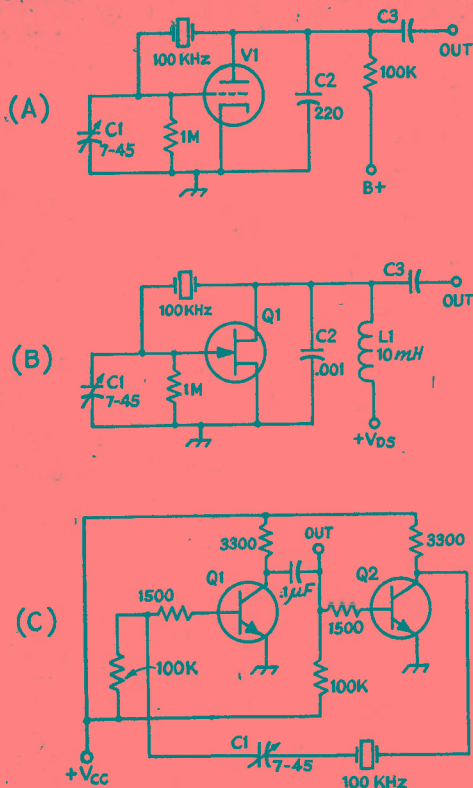 (A)
100 KHz
V1
C3
OUT
C1
7-45
1M
C2
220
100K
B+
(B)
100KHz
Q1
C3
OUT
C1
7-45
1M
C2
.001
L1
10mH
+VDS
(C)
3300
OUT
3300
Q1
.1µF
Q2
1500
1500
100K
100K
C1
7-45
+VCC
100 KHz